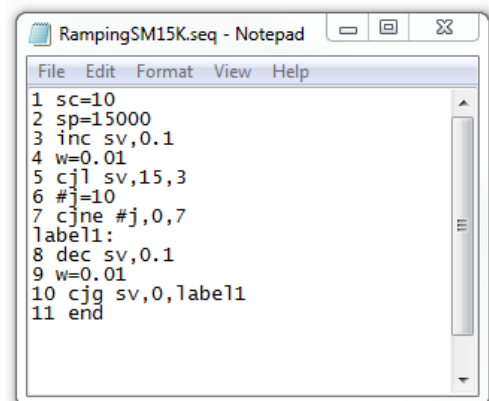 RampingSM15K.seq - Notepad
File Edit Format View Help
1 sc=10
2 sp=15000
3 inc sv,0.1
4 w=0.01
5 cjl sv,15,3
6 #j=10
7 cjne #j,0,7
label1:
8 dec sv,0.1
9 w=0.01
10 cjg sv,0,label1
11 end